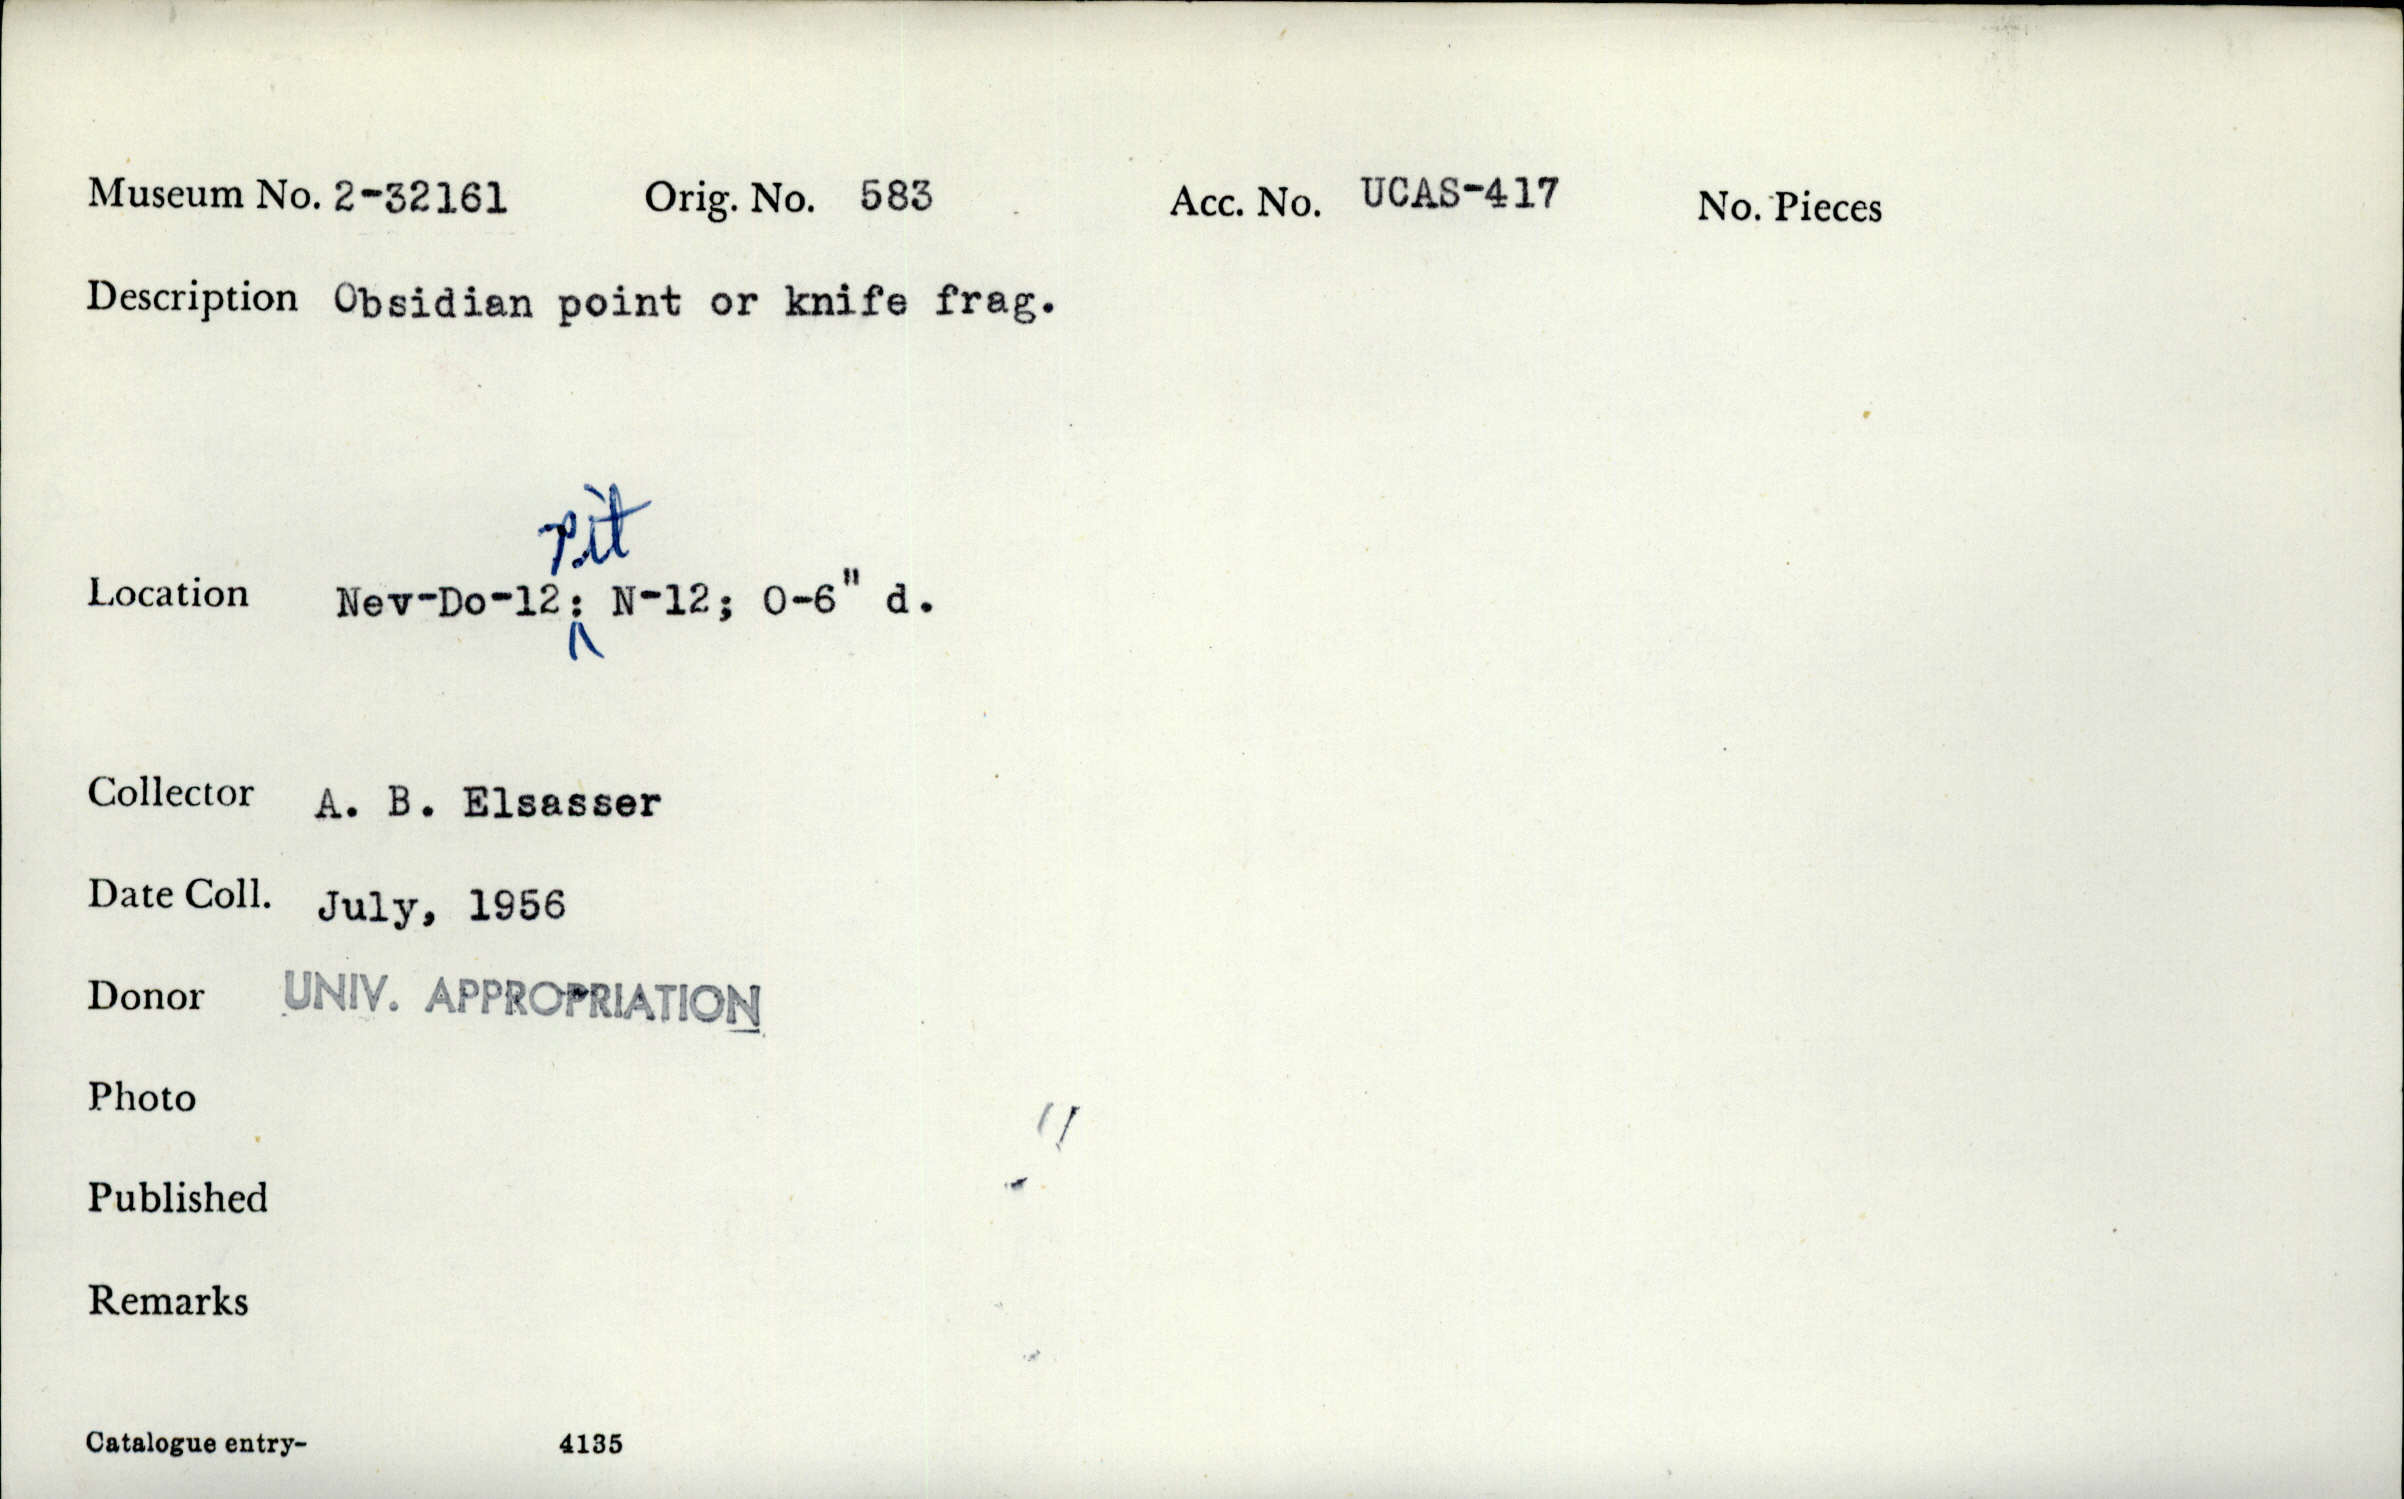 Museum No. 2-32161 Orig. No. 583 Acc. No. UCAS-417 No. Pieces
Description Obsidian point or knife frag.
Pit
Location Nev-Do-12: N-12; 0-6" d.
Collector A. B. Elsasser
Date Coll. July, 1956
Donor UNIV. APPROPRIATION
Photo
Published
Remarks
Catalogue entry- 4135